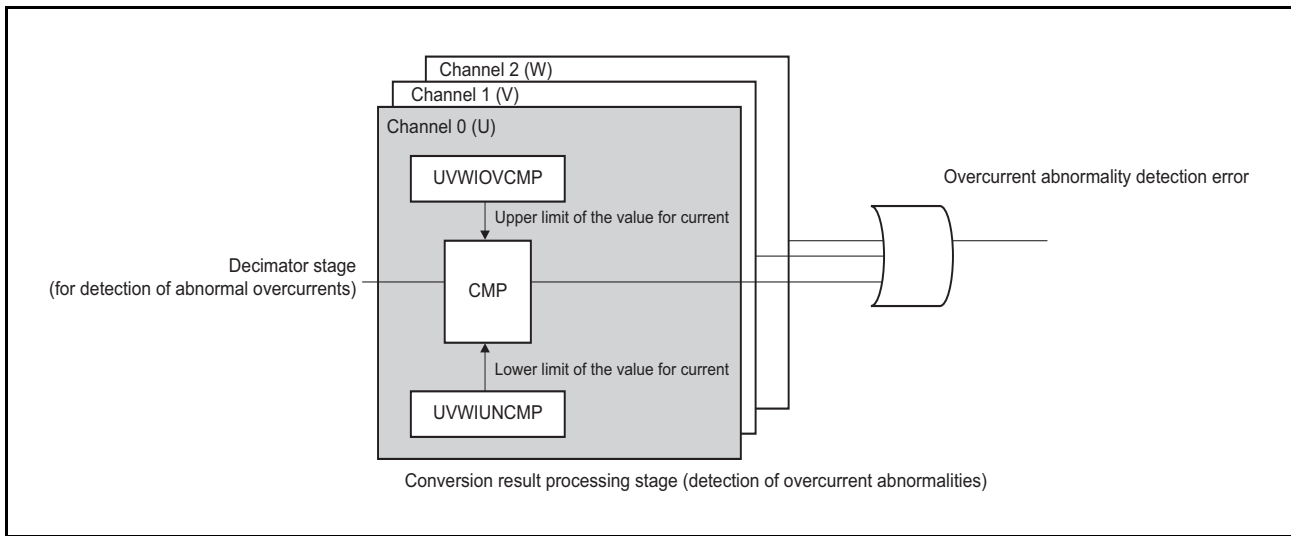 Channel 2 (W)
Channel 1 (V)
Channel 0 (U)
UVWIOVCMP
Overcurrent abnormality detection error
Upper limit of the value for current
Decimator stage
(for detection of abnormal overcurrents)
CMP
Lower limit of the value for current
UVWIUNCMP
Conversion result processing stage (detection of overcurrent abnormalities)